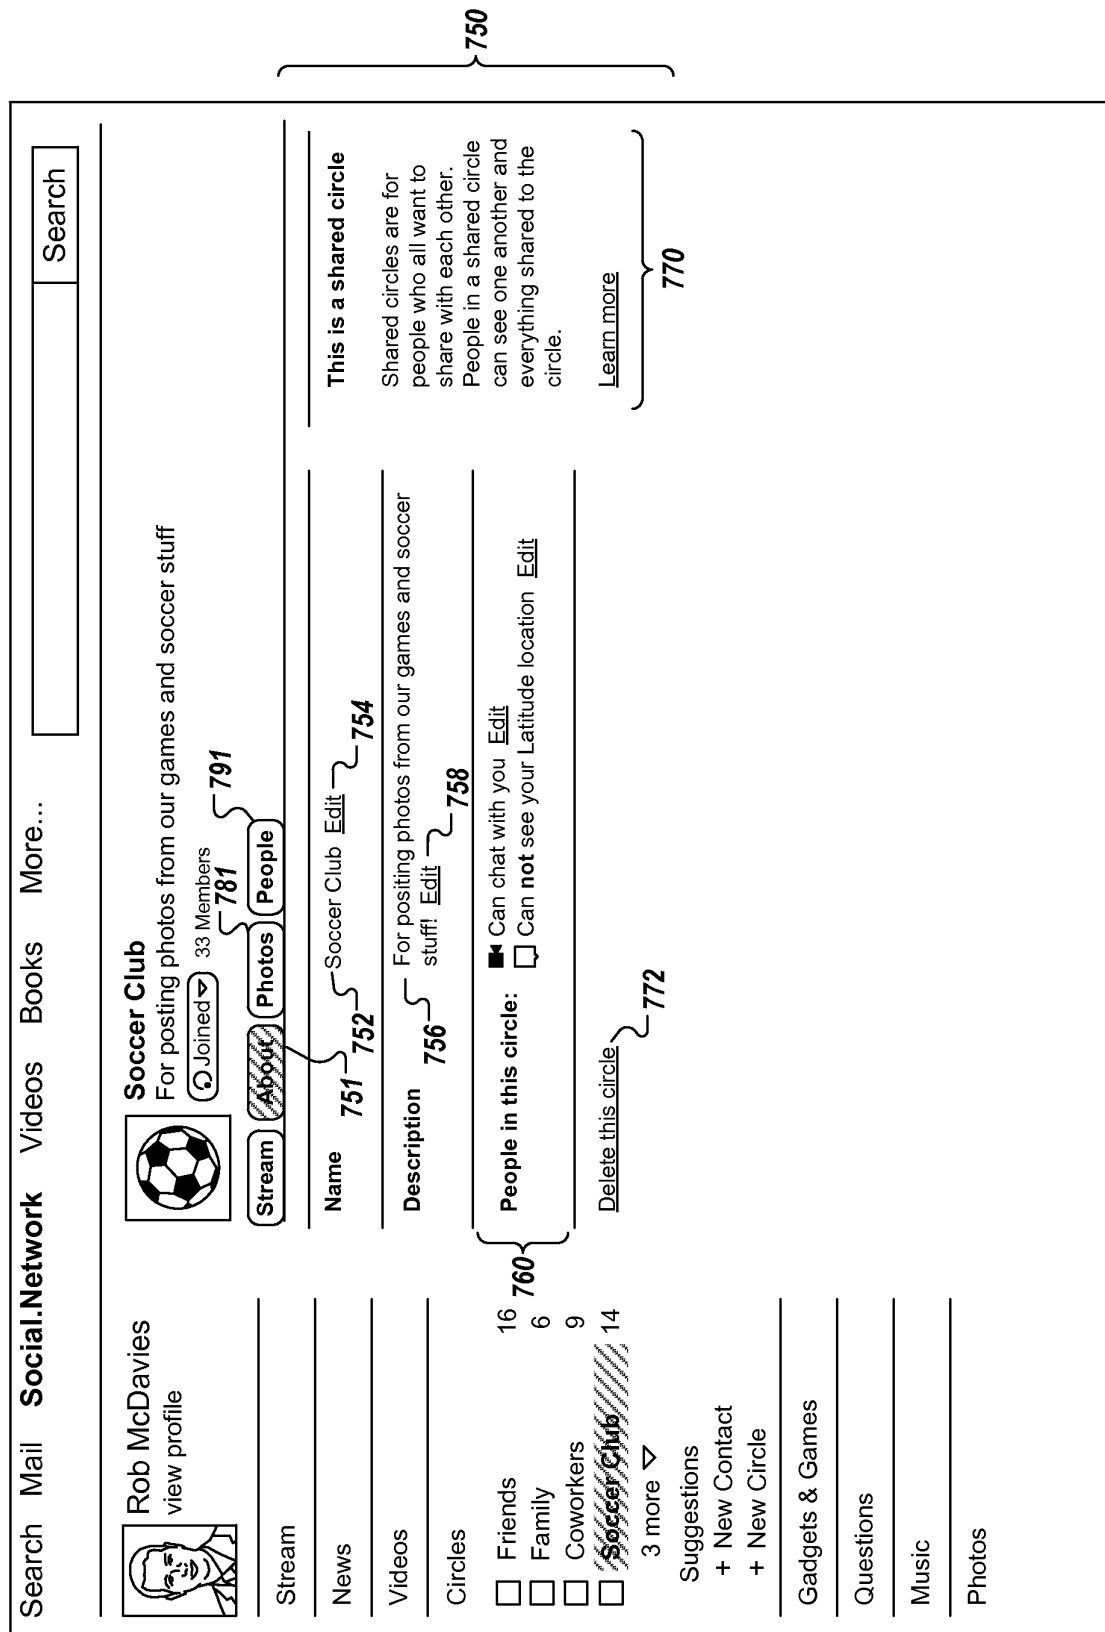 Search Mail Social.Network Videos Books More... Search
Rob McDavies
view profile
Stream
News
Videos
Circles
Friends 16
Family 6
Coworkers 9
Soccer Club 14
3 more
Suggestions
+ New Contact
+ New Circle
Gadgets & Games
Questions
Music
Photos
Soccer Club
For posting photos from our games and soccer stuff
Joined 33 Members
781
791
Stream About Photos People
751
752
754
Name Soccer Club Edit
Description For positing photos from our games and soccer
stuff! Edit
756
758
760
People in this circle: Can chat with you Edit
Can not see your Latitude location Edit
Delete this circle
772
This is a shared circle
Shared circles are for
people who all want to
share with each other.
People in a shared circle
can see one another and
everything shared to the
circle.
Learn more
770
750